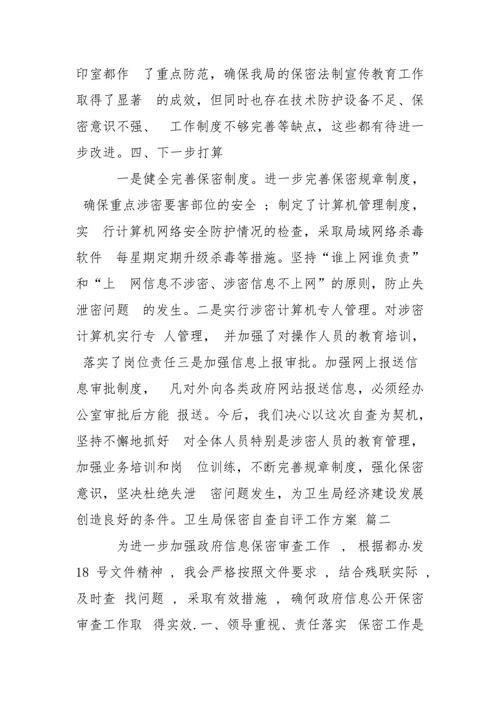 印室都作　了重点防范，确保我局的保密法制宣传教育工作
取得了显著　的成效，但同时也存在技术防护设备不足、保
密意识不强、　工作制度不够完善等缺点，这些都有待进一
步改进。四、下一步打算
一是健全完善保密制度。进一步完善保密规章制度，
确保重点涉密要害部位的安全 ；制定了计算机管理制度，
实　行计算机网络安全防护情况的检查，采取局域网络杀毒
软件　每星期定期升级杀毒等措施。坚持“谁上网谁负责”
和“上　网信息不涉密、涉密信息不上网”的原则，防止失
泄密问题　的发生。二是实行涉密计算机专人管理。对涉密
计算机实行专　人管理， 并加强了对操作人员的教育培训，
落实了岗位责任三是加强信息上报审批。加强网上报送信
息审批制度，　凡对外向各类政府网站报送信息，必须经办
公室审批后方能　报送。今后，我们决心以这次自查为契机，
坚持不懈地抓好　对全体人员特别是涉密人员的教育管理，
加强业务培训和岗　位训练，不断完善规章制度，强化保密
意识，坚决杜绝失泄　密问题发生，为卫生局经济建设发展
创造良好的条件。卫生局保密自查自评工作方案 篇二
为进一步加强政府信息保密审查工作 ，根据都办发
18 号文件精神 ，我会严格按照文件要求 ，结合残联实际 ，
及时查　找问题 ，采取有效措施 ，确何政府信息公开保密
审查工作取　得实效.一、领导重视、责任落实　保密工作是